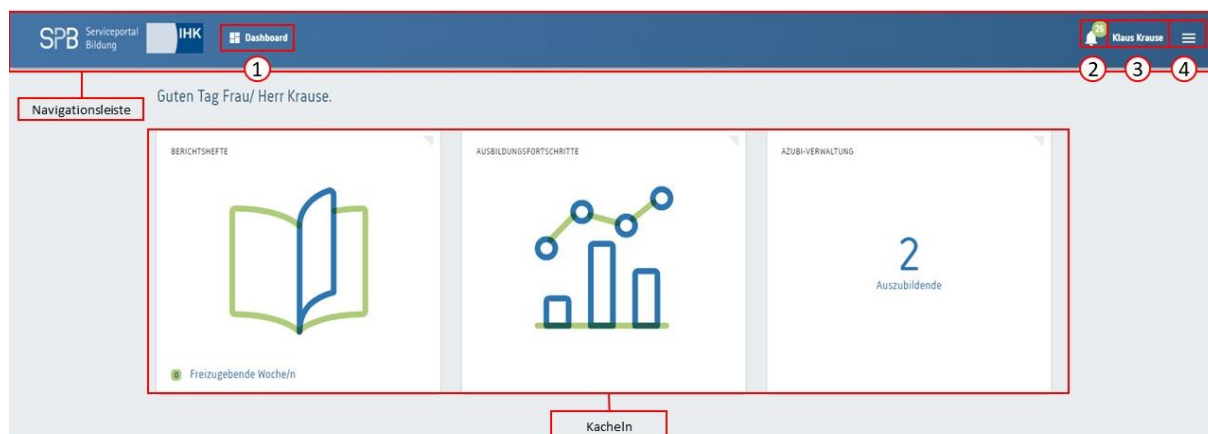 SPB Serviceportal Bildung
IHK
Dashboard
26
Klaus Krause
1
2
3
4
Navigationsleiste
Guten Tag Frau/ Herr Krause.
BERICHTSHEFTE
AUSBILDUNGSFORTSCHRITTE
AZUBI-VERWALTUNG
2
Auszubildende
0 Freizugebende Woche/n
Kacheln